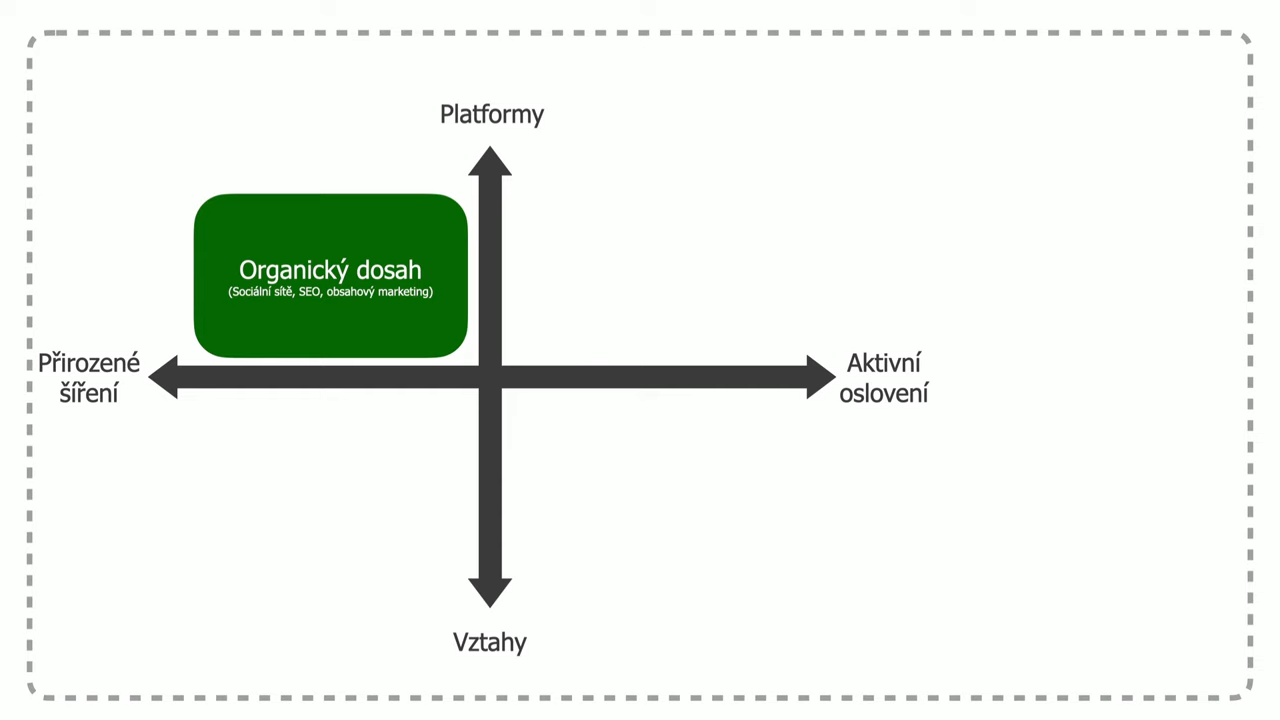 Platformy
Organický dosah
(Sociální sítě, SEO, obsahový marketing)
Přirozené
šíření
Aktivní
oslovení
Vztahy